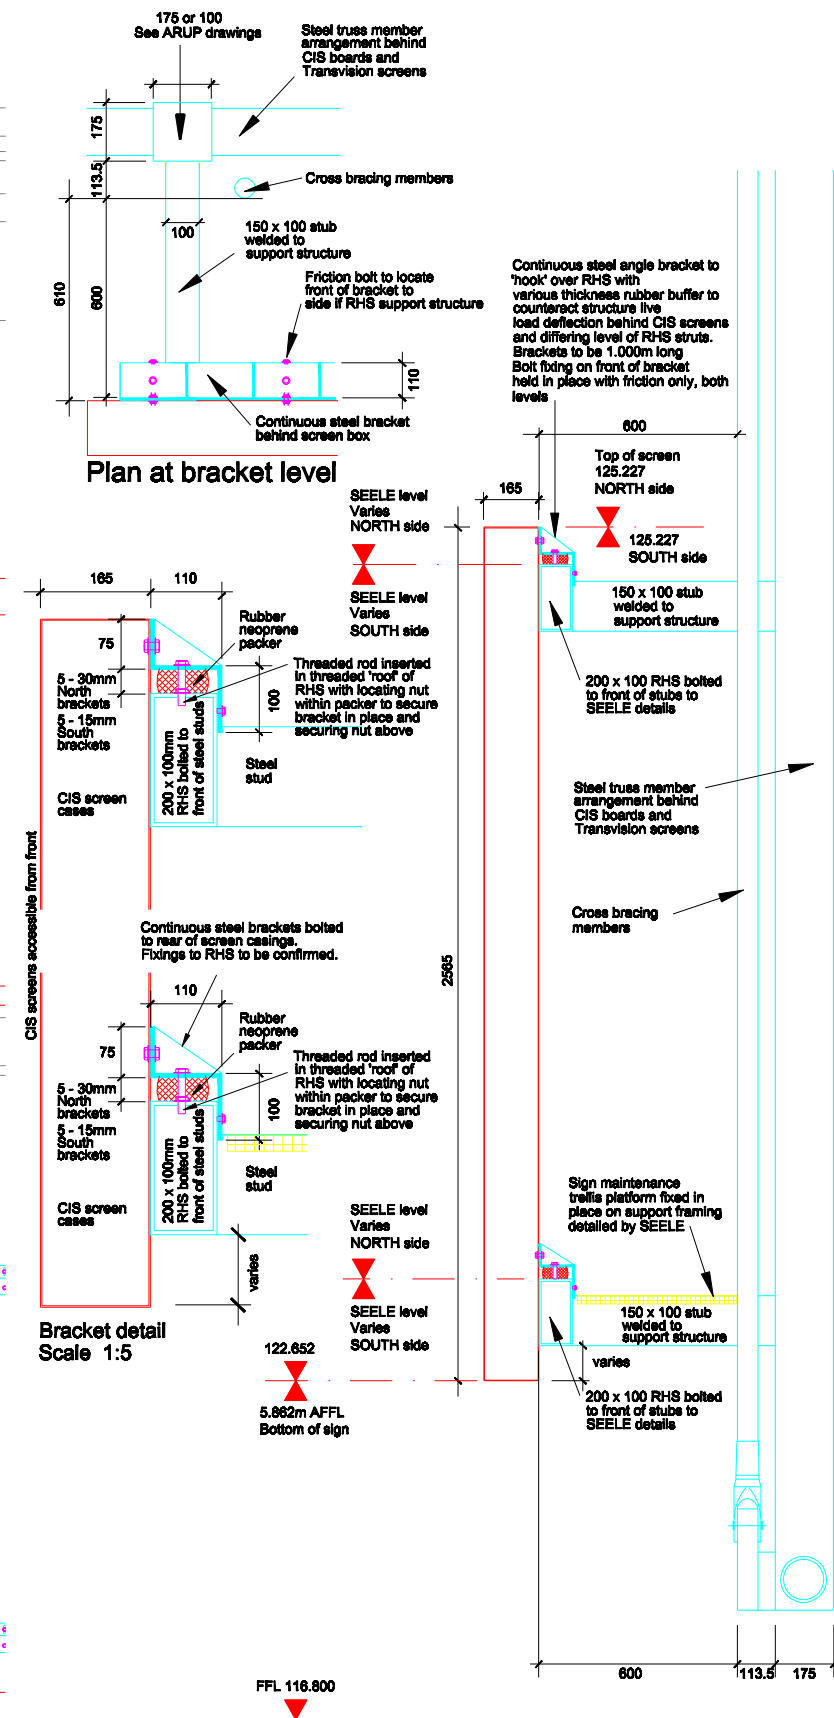 175 or 100
See ARUP drawings
Steel truss member
arrangement behind
CIS boards and
Transvision screens
175
113.5
Cross bracing members
100
150 x 100 stub
welded to
support structure
610
600
Friction bolt to locate
front of bracket to
side if RHS support structure
110
Continuous steel bracket
behind screen box
Plan at bracket level
Continuous steel angle bracket to
'hook' over RHS with
various thickness rubber buffer to
counteract structure live
load deflection behind CIS screens
and differing level of RHS struts.
Brackets to be 1.000m long
Bolt fixing on front of bracket
held in place with friction only, both
levels
600
Top of screen
125.227
NORTH side
165
SEELE level
Varies
NORTH side
125.227
SOUTH side
SEELE level
Varies
SOUTH side
150 x 100 stub
welded to
support structure
200 x 100 RHS bolted
to front of stubs to
SEELE details
Steel truss member
arrangement behind
CIS boards and
Transvision screens
Cross bracing
members
2565
165
110
75
Rubber
neoprene
packer
5 - 30mm
North
brackets
5 - 15mm
South
brackets
Threaded rod inserted
in threaded 'roof' of
RHS with locating nut
within packer to secure
bracket in place and
securing nut above
100
200 x 100mm
RHS bolted to
front of steel studs
Steel
stud
CIS screen
cases
CIS screens accessible from front
Continuous steel brackets bolted
to rear of screen casings.
Fixings to RHS to be confirmed.
110
75
Rubber
neoprene
packer
5 - 30mm
North
brackets
5 - 15mm
South
brackets
Threaded rod inserted
in threaded 'roof' of
RHS with locating nut
within packer to secure
bracket in place and
securing nut above
100
200 x 100mm
RHS bolted to
front of steel studs
Steel
stud
CIS screen
cases
varies
Bracket detail
Scale 1:5
SEELE level
Varies
NORTH side
SEELE level
Varies
SOUTH side
122.652
5.862m AFFL
Bottom of sign
Sign maintenance
trellis platform fixed in
place on support framing
detailed by SEELE
150 x 100 stub
welded to
support structure
varies
200 x 100 RHS bolted
to front of stubs to
SEELE details
600
113.5
175
FFL 116.800